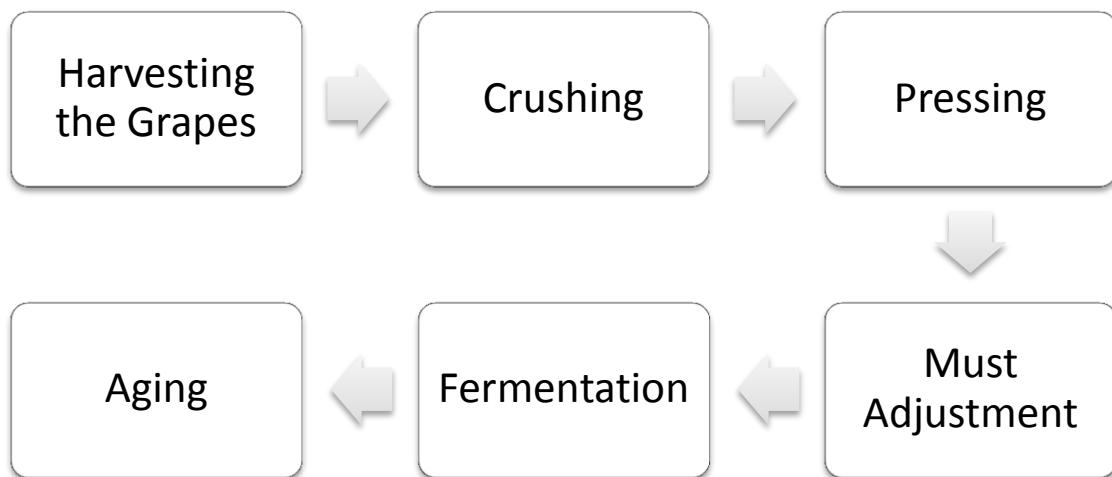 Harvesting
the Grapes
Crushing
Pressing
Must
Adjustment
Fermentation
Aging